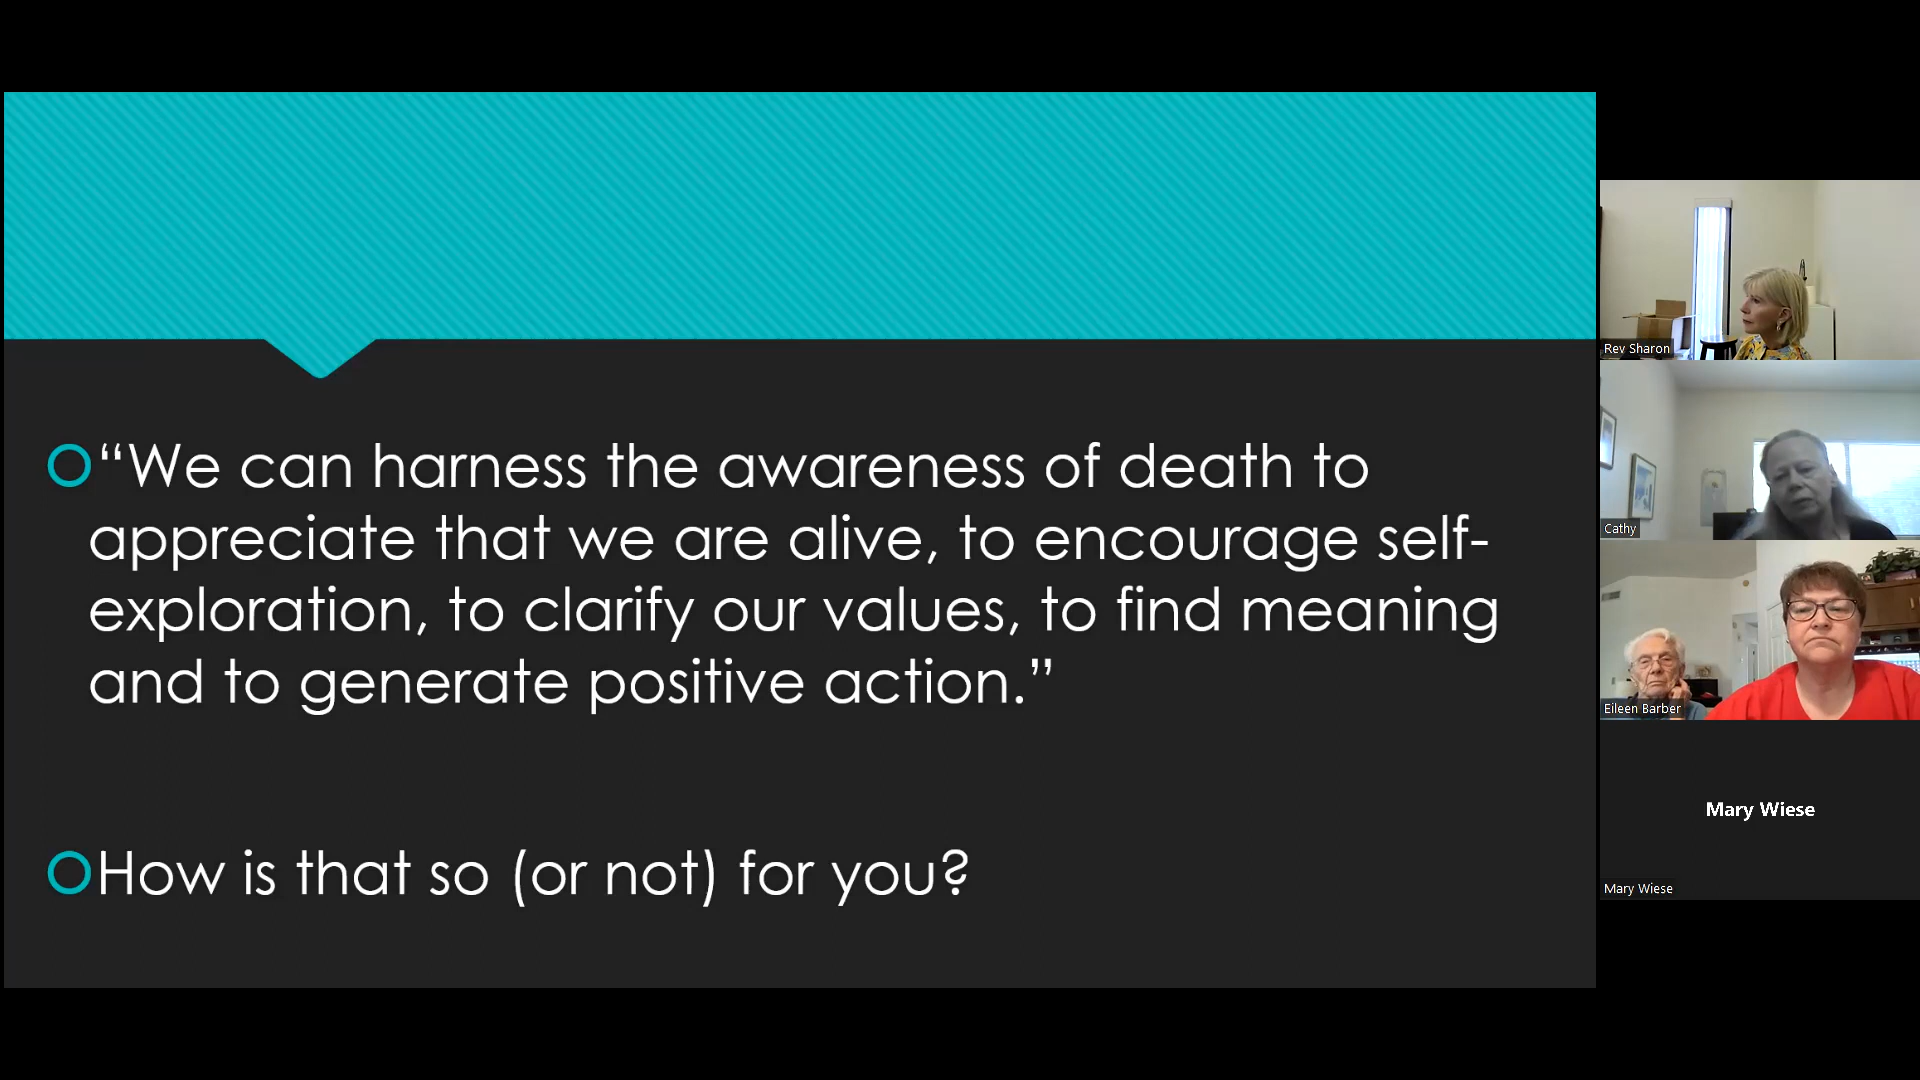 “We can harness the awareness of death to
appreciate that we are alive, to encourage self-
exploration, to clarify our values, to find meaning
and to generate positive action.”
How is that so (or not) for you?
Rev Sharon
Cathy
Eileen Barber
Mary Wiese
Mary Wiese